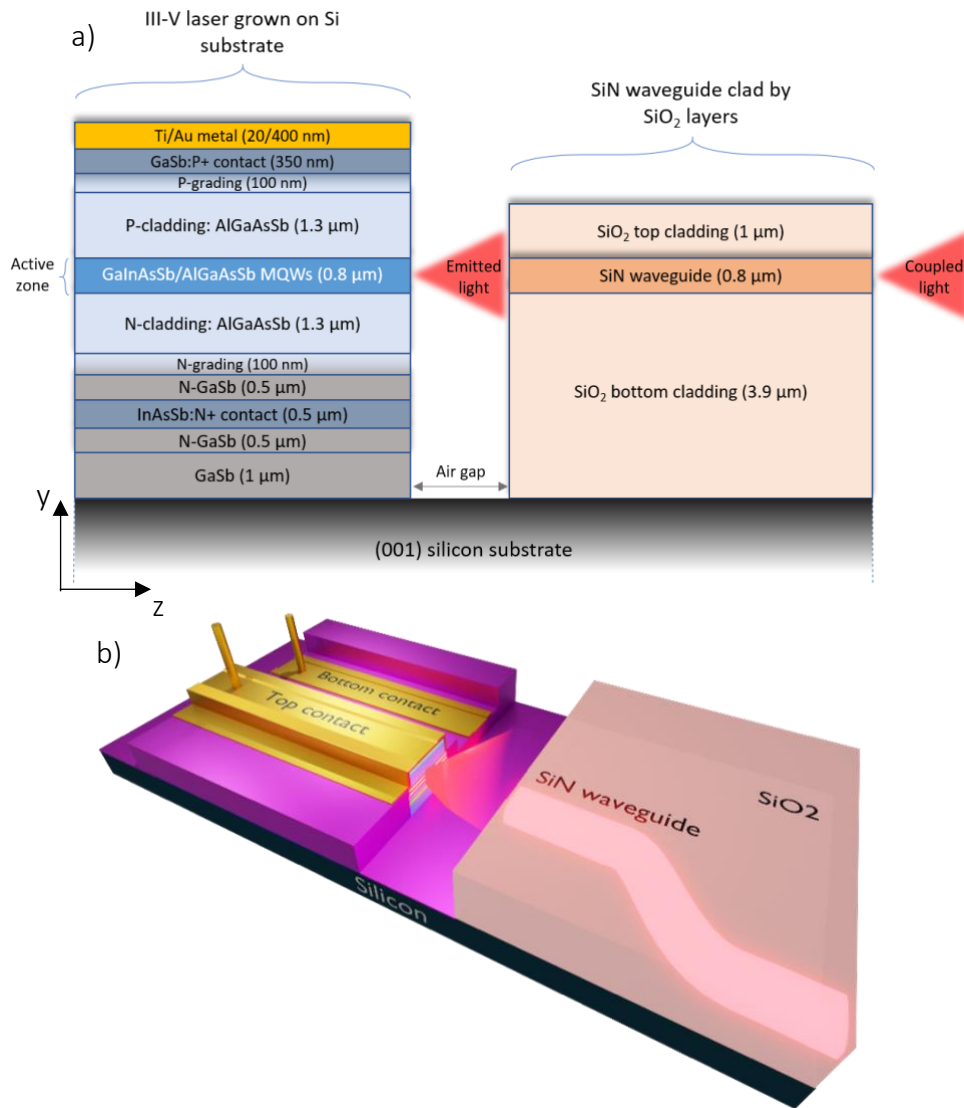 a)
III-V laser grown on Si
substrate
SiN waveguide clad by
SiO₂ layers
Ti/Au metal (20/400 nm)
GaSb:P+ contact (350 nm)
P-grading (100 nm)
P-cladding: AlGaAsSb (1.3 µm)
Active
zone
GaInAsSb/AlGaAsSb MQWs (0.8 µm)
N-cladding: AlGaAsSb (1.3 µm)
N-grading (100 nm)
N-GaSb (0.5 µm)
InAsSb:N+ contact (0.5 µm)
N-GaSb (0.5 µm)
GaSb (1 µm)
Emitted
light
SiO₂ top cladding (1 µm)
SiN waveguide (0.8 µm)
SiO₂ bottom cladding (3.9 µm)
Coupled
light
Air gap
y
(001) silicon substrate
z
b)
Bottom contact
Top contact
SiN waveguide
SiO2
Silicon